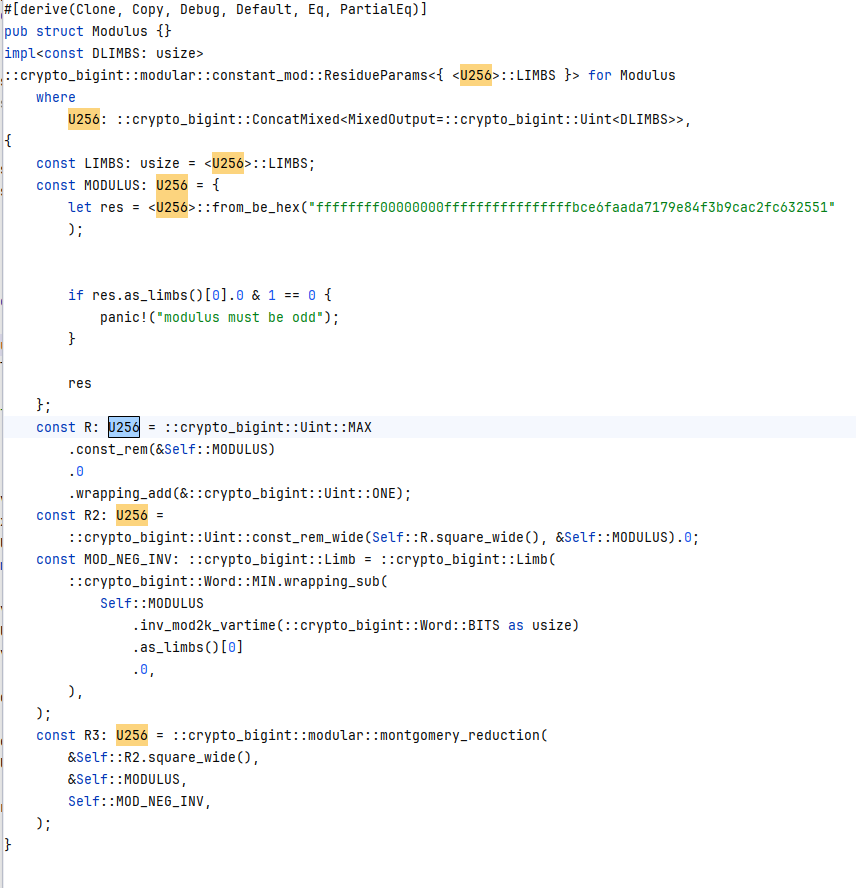 #[derive(Clone, Copy, Debug, Default, Eq, PartialEq)]
pub struct Modulus {}
impl<const DLIMBS: usize>
::crypto_bigint::modular::constant_mod::ResidueParams<{ <U256>::LIMBS }> for Modulus
    where
        U256: ::crypto_bigint::ConcatMixed<MixedOutput=::crypto_bigint::Uint<DLIMBS>>,
{
    const LIMBS: usize = <U256>::LIMBS;
    const MODULUS: U256 = {
        let res = <U256>::from_be_hex("ffffffff00000000ffffffffffffffffbce6faada7179e84f3b9cac2fc632551"
        );
        if res.as_limbs()[0].0 & 1 == 0 {
            panic!("modulus must be odd");
        }
        res
    };
    const R: U256 = ::crypto_bigint::Uint::MAX
        .const_rem(&Self::MODULUS)
        .0
        .wrapping_add(&::crypto_bigint::Uint::ONE);
    const R2: U256 =
        ::crypto_bigint::Uint::const_rem_wide(Self::R.square_wide(), &Self::MODULUS).0;
    const MOD_NEG_INV: ::crypto_bigint::Limb = ::crypto_bigint::Limb(
        ::crypto_bigint::Word::MIN.wrapping_sub(
            Self::MODULUS
                .inv_mod2k_vartime(::crypto_bigint::Word::BITS as usize)
                .as_limbs()[0]
                .0,
        ),
    );
    const R3: U256 = ::crypto_bigint::modular::montgomery_reduction(
        &Self::R2.square_wide(),
        &Self::MODULUS,
        Self::MOD_NEG_INV,
    );
}